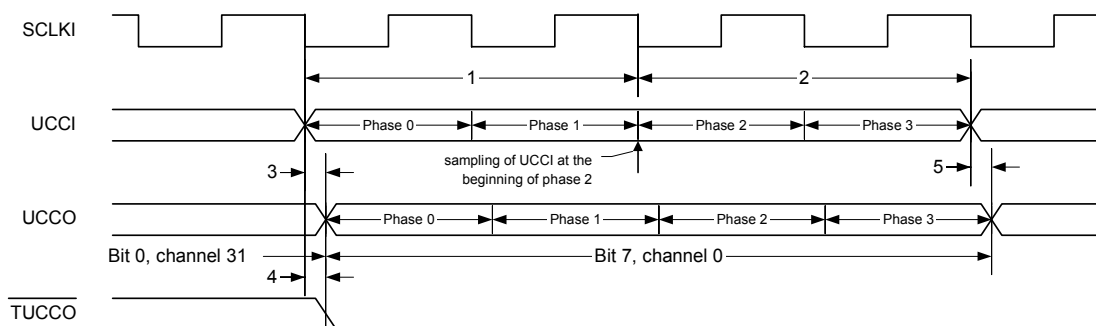 SCLKI
1
2
UCCI
Phase 0
Phase 1
Phase 2
Phase 3
sampling of UCCI at the
beginning of phase 2
3
5
UCCO
Phase 0
Phase 1
Phase 2
Phase 3
Bit 0, channel 31
Bit 7, channel 0
4
TUCCO